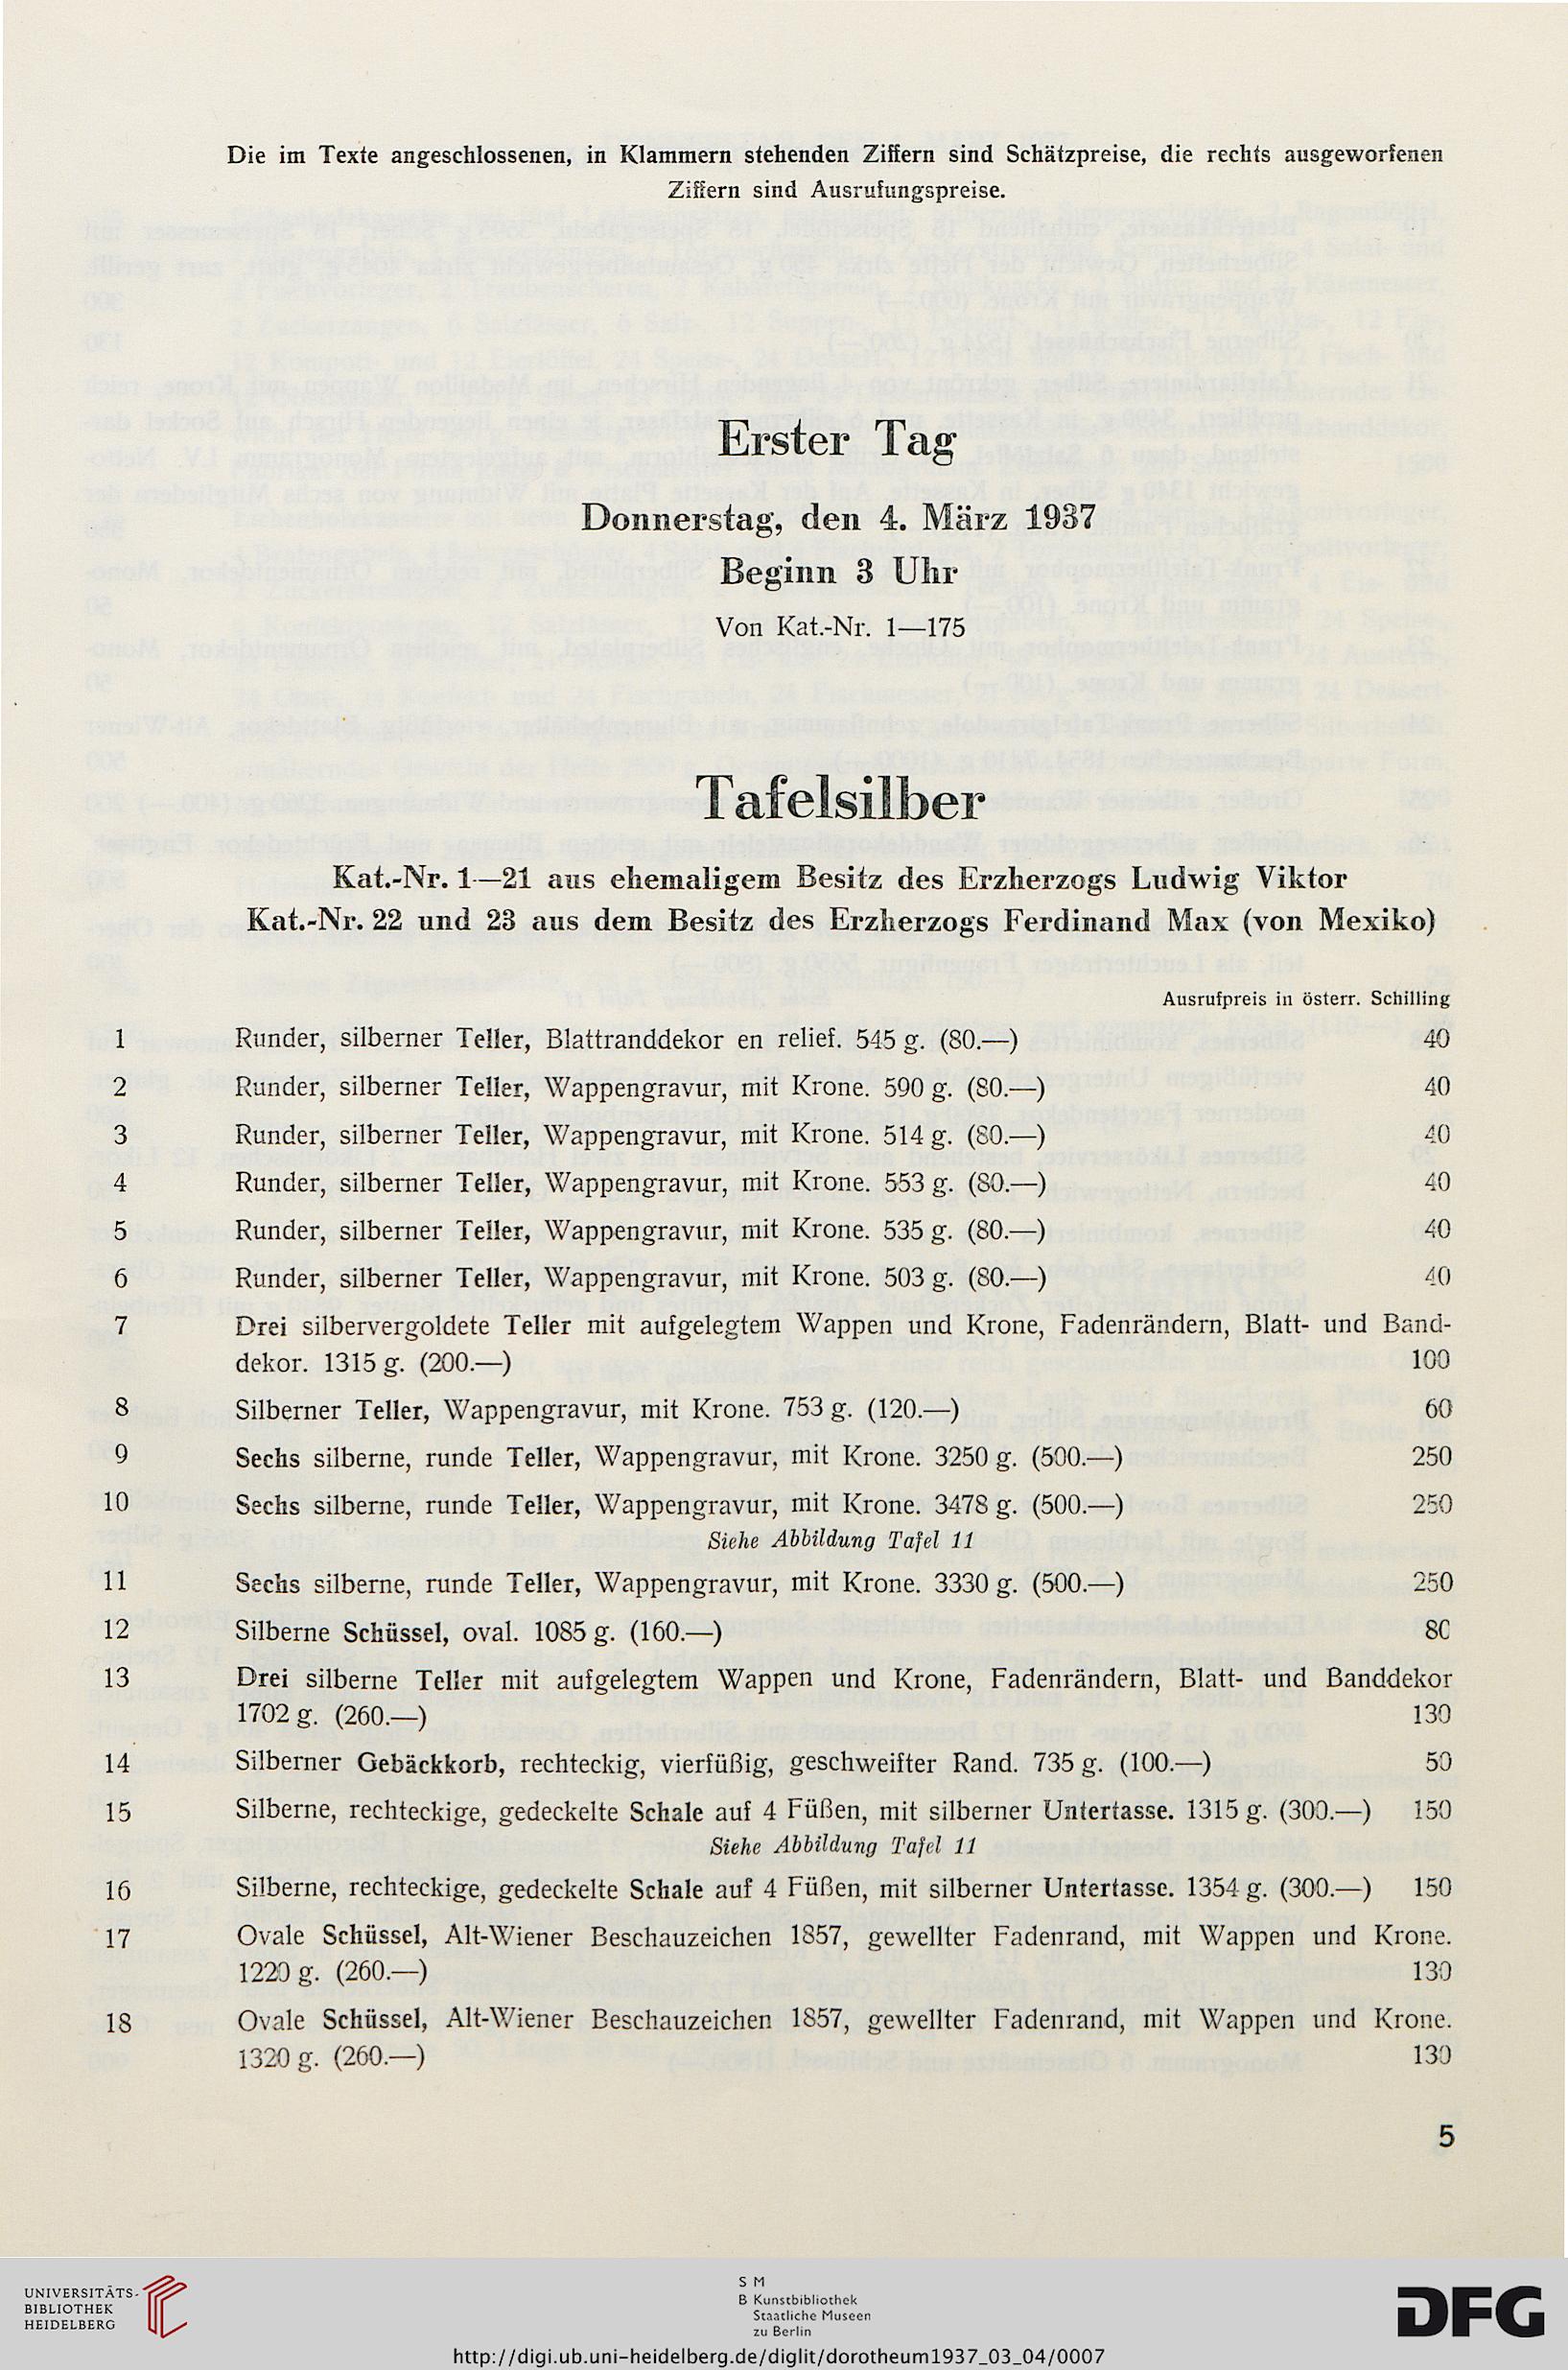 Die im Texte angeschlossenen, in Klammern stehenden Ziffern sind Schätzpreise, die rechts ausgeworfenen
Ziffern sind Ausrufungspreise.
Erster Tag
Donnerstag, den 4. März 1937
Beginn 3 Uhr
Von Kat.-Nr. 1—175
Tafelsilber
Kat.-Nr. 1—21 aus ehemaligem Besitz des Erzherzogs Ludwig Viktor
Kat.-Nr. 22 und 23 aus dem Besitz des Erzherzogs Ferdinand Max (von Mexiko)
Ausrufpreis in österr. Schilling
1 Runder, silberner Teller, Blattranddekor en relief. 545 g. (80.—) 40
2 Runder, silberner Teller, Wappengravur, mit Krone. 590 g. (80.—) 40
3 Runder, silberner Teller, Wappengravur, mit Krone. 514 g. (80.—) 40
4 Runder, silberner Teller, Wappengravur, mit Krone. 553 g. (80.—) 40
5 Runder, silberner Teller, Wappengravur, mit Krone. 535 g. (80.—) 40
6 Runder, silberner Teller, Wappengravur, mit Krone. 503 g. (80.—) 40
7 Drei silbervergoldete Teller mit aufgelegtem Wappen und Krone, Fadenrändern, Blatt- und Band-
dekor. 1315 g. (200.—) 100
8 Silberner Teller, Wappengravur, mit Krone. 753 g. (120.—) 60
9 Sechs silberne, runde Teller, Wappengravur, mit Krone. 3250 g. (500.—) 250
10 Sechs silberne, runde Teller, Wappengravur, mit Krone. 3478 g. (500.—) 250
Siehe Abbildung Tafel 11
11 Sechs silberne, runde Teller, Wappengravur, mit Krone. 3330 g. (500.—) 250
12 Silberne Schüssel, oval. 1085 g. (160.—) 80
13 Drei silberne Teller mit aufgelegtem Wappen und Krone, Fadenrändern, Blatt- und Banddekor
1702 g. (260.—) 130
14 Silberner Gebäckkorb, rechteckig, vierfüßig, geschweifter Rand. 735 g. (100.—) 50
15 Silberne, rechteckige, gedeckelte Schale auf 4 Füßen, mit silberner Untertasse. 1315 g. (300.—) 150
Siehe Abbildung Tafel 11
16 Silberne, rechteckige, gedeckelte Schale auf 4 Füßen, mit silberner Untertasse. 1354 g. (300.—) 150
17 Ovale Schüssel, Alt-Wiener Beschauzeichen 1857, gewellter Fadenrand, mit Wappen und Krone.
1220 g. (260.—) 130
18 Ovale Schüssel, Alt-Wiener Beschauzeichen 1857, gewellter Fadenrand, mit Wappen und Krone.
1320 g. (260.—) 130
5
UNIVERSITÄTS-
BIBLIOTHEK
HEIDELBERG
S M
B Kunstbibliothek
Staatliche Museen
zu Berlin
DFG
http://digi.ub.uni-heidelberg.de/diglit/dorotheum1937_03_04/0007